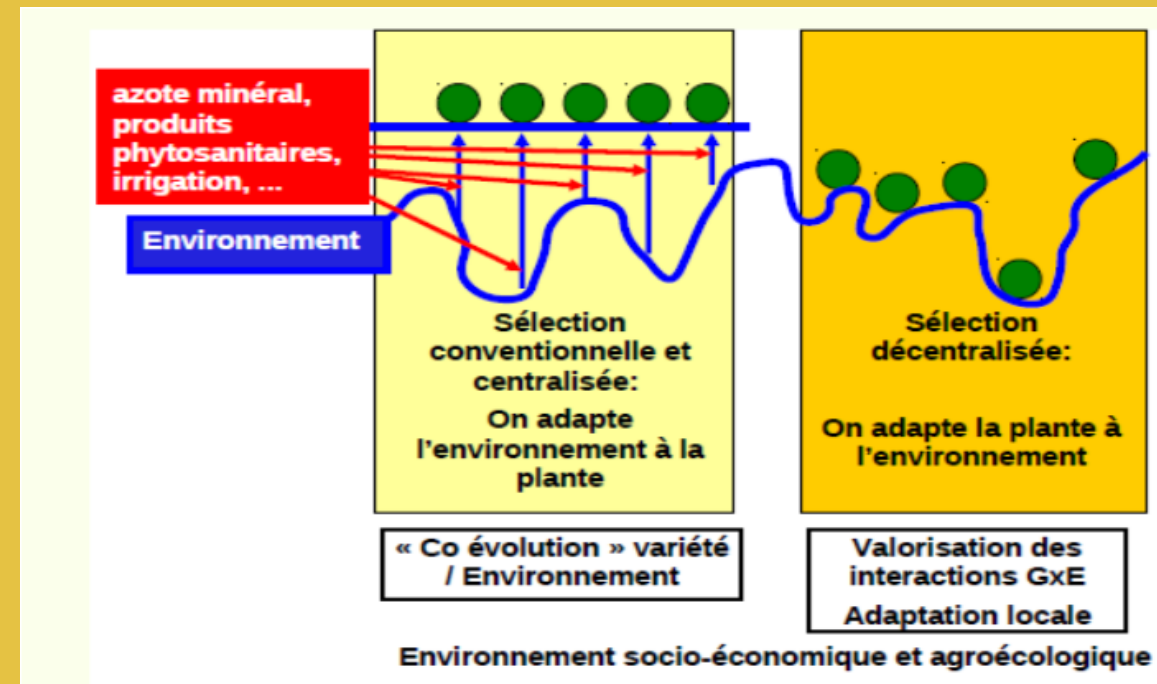 azote minéral,
produits
phytosanitaires,
irrigation, ...
Environnement
Sélection
conventionnelle et
centralisée:
On adapte
l'environnement à la
plante
Sélection
décentralisée:
On adapte la plante à
l'environnement
« Co évolution » variété
/ Environnement
Valorisation des
interactions GxE
Adaptation locale
Environnement socio-économique et agroécologique